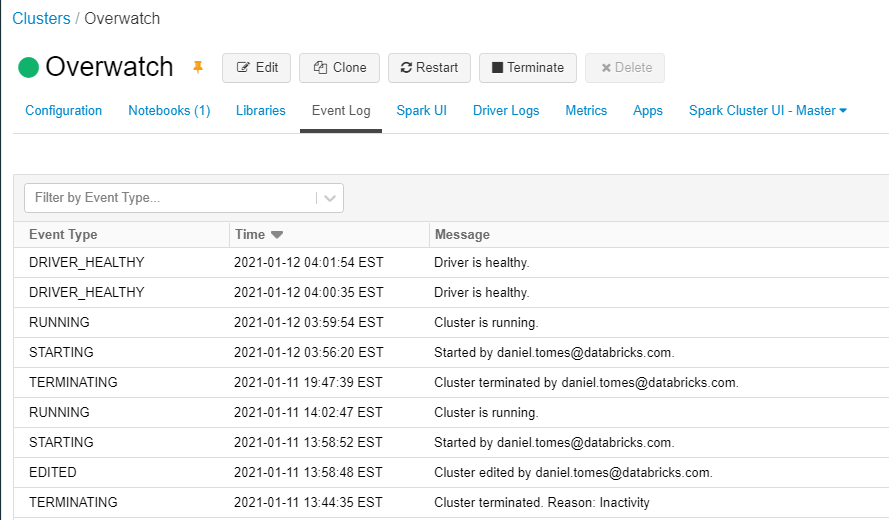 Clusters / Overwatch
Overwatch Edit Clone Restart Terminate Delete
Configuration Notebooks (1) Libraries Event Log Spark UI Driver Logs Metrics Apps Spark Cluster UI - Master
Filter by Event Type...
Event Type Time Message
DRIVER_HEALTHY 2021-01-12 04:01:54 EST Driver is healthy.
DRIVER_HEALTHY 2021-01-12 04:00:35 EST Driver is healthy.
RUNNING 2021-01-12 03:59:54 EST Cluster is running.
STARTING 2021-01-12 03:56:20 EST Started by daniel.tomes@databricks.com.
TERMINATING 2021-01-11 19:47:39 EST Cluster terminated by daniel.tomes@databricks.com.
RUNNING 2021-01-11 14:02:47 EST Cluster is running.
STARTING 2021-01-11 13:58:52 EST Started by daniel.tomes@databricks.com.
EDITED 2021-01-11 13:58:48 EST Cluster edited by daniel.tomes@databricks.com.
TERMINATING 2021-01-11 13:44:35 EST Cluster terminated. Reason: Inactivity